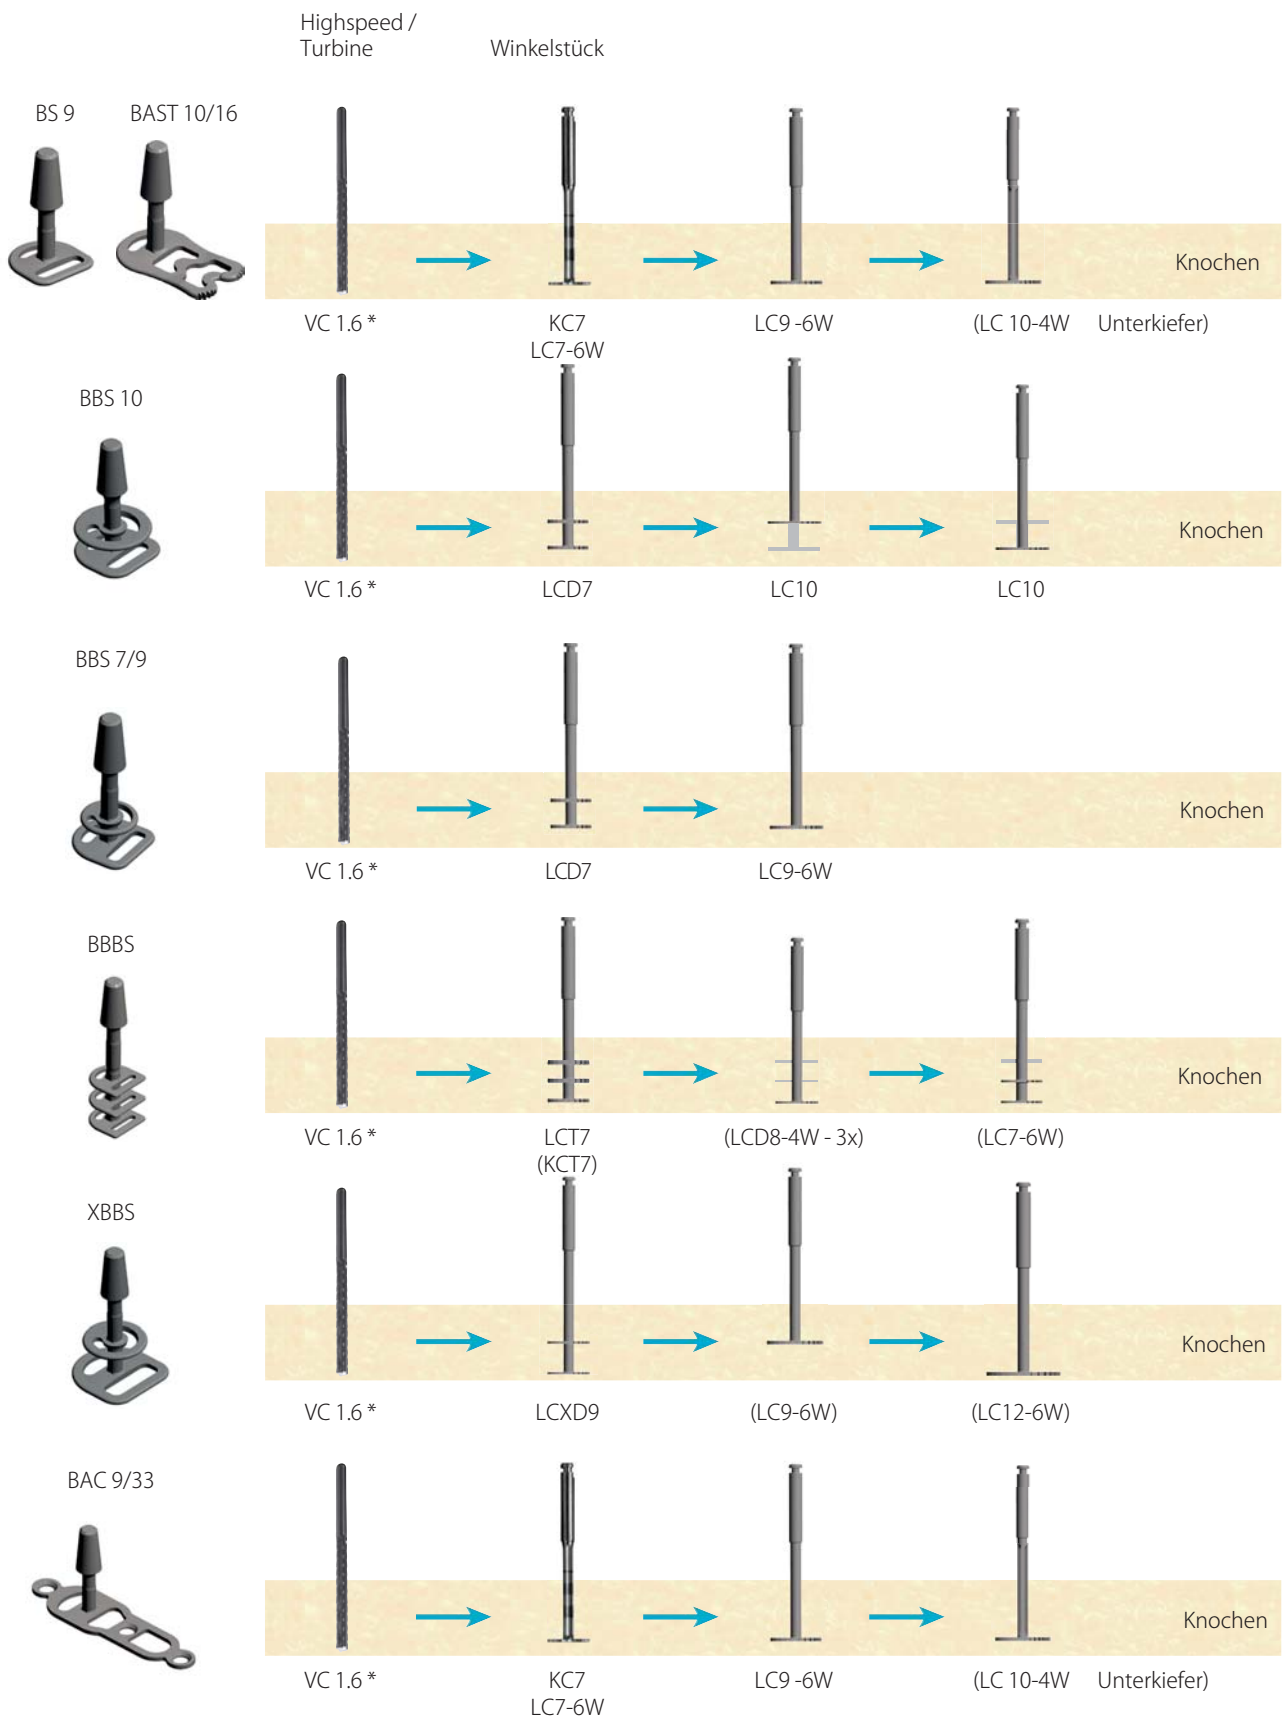 Highspeed /
Turbine
Winkelstück
BS 9
BAST 10/16
Knochen
VC 1.6 *
KC7
LC7-6W
LC9 -6W
(LC 10-4W Unterkiefer)
BBS 10
Knochen
VC 1.6 *
LCD7
LC10
LC10
BBS 7/9
Knochen
VC 1.6 *
LCD7
LC9-6W
BBBS
Knochen
VC 1.6 *
LCT7
(KCT7)
(LCD8-4W - 3x)
(LC7-6W)
XBBS
Knochen
VC 1.6 *
LCXD9
(LC9-6W)
(LC12-6W)
BAC 9/33
Knochen
VC 1.6 *
KC7
LC7-6W
LC9 -6W
(LC 10-4W Unterkiefer)